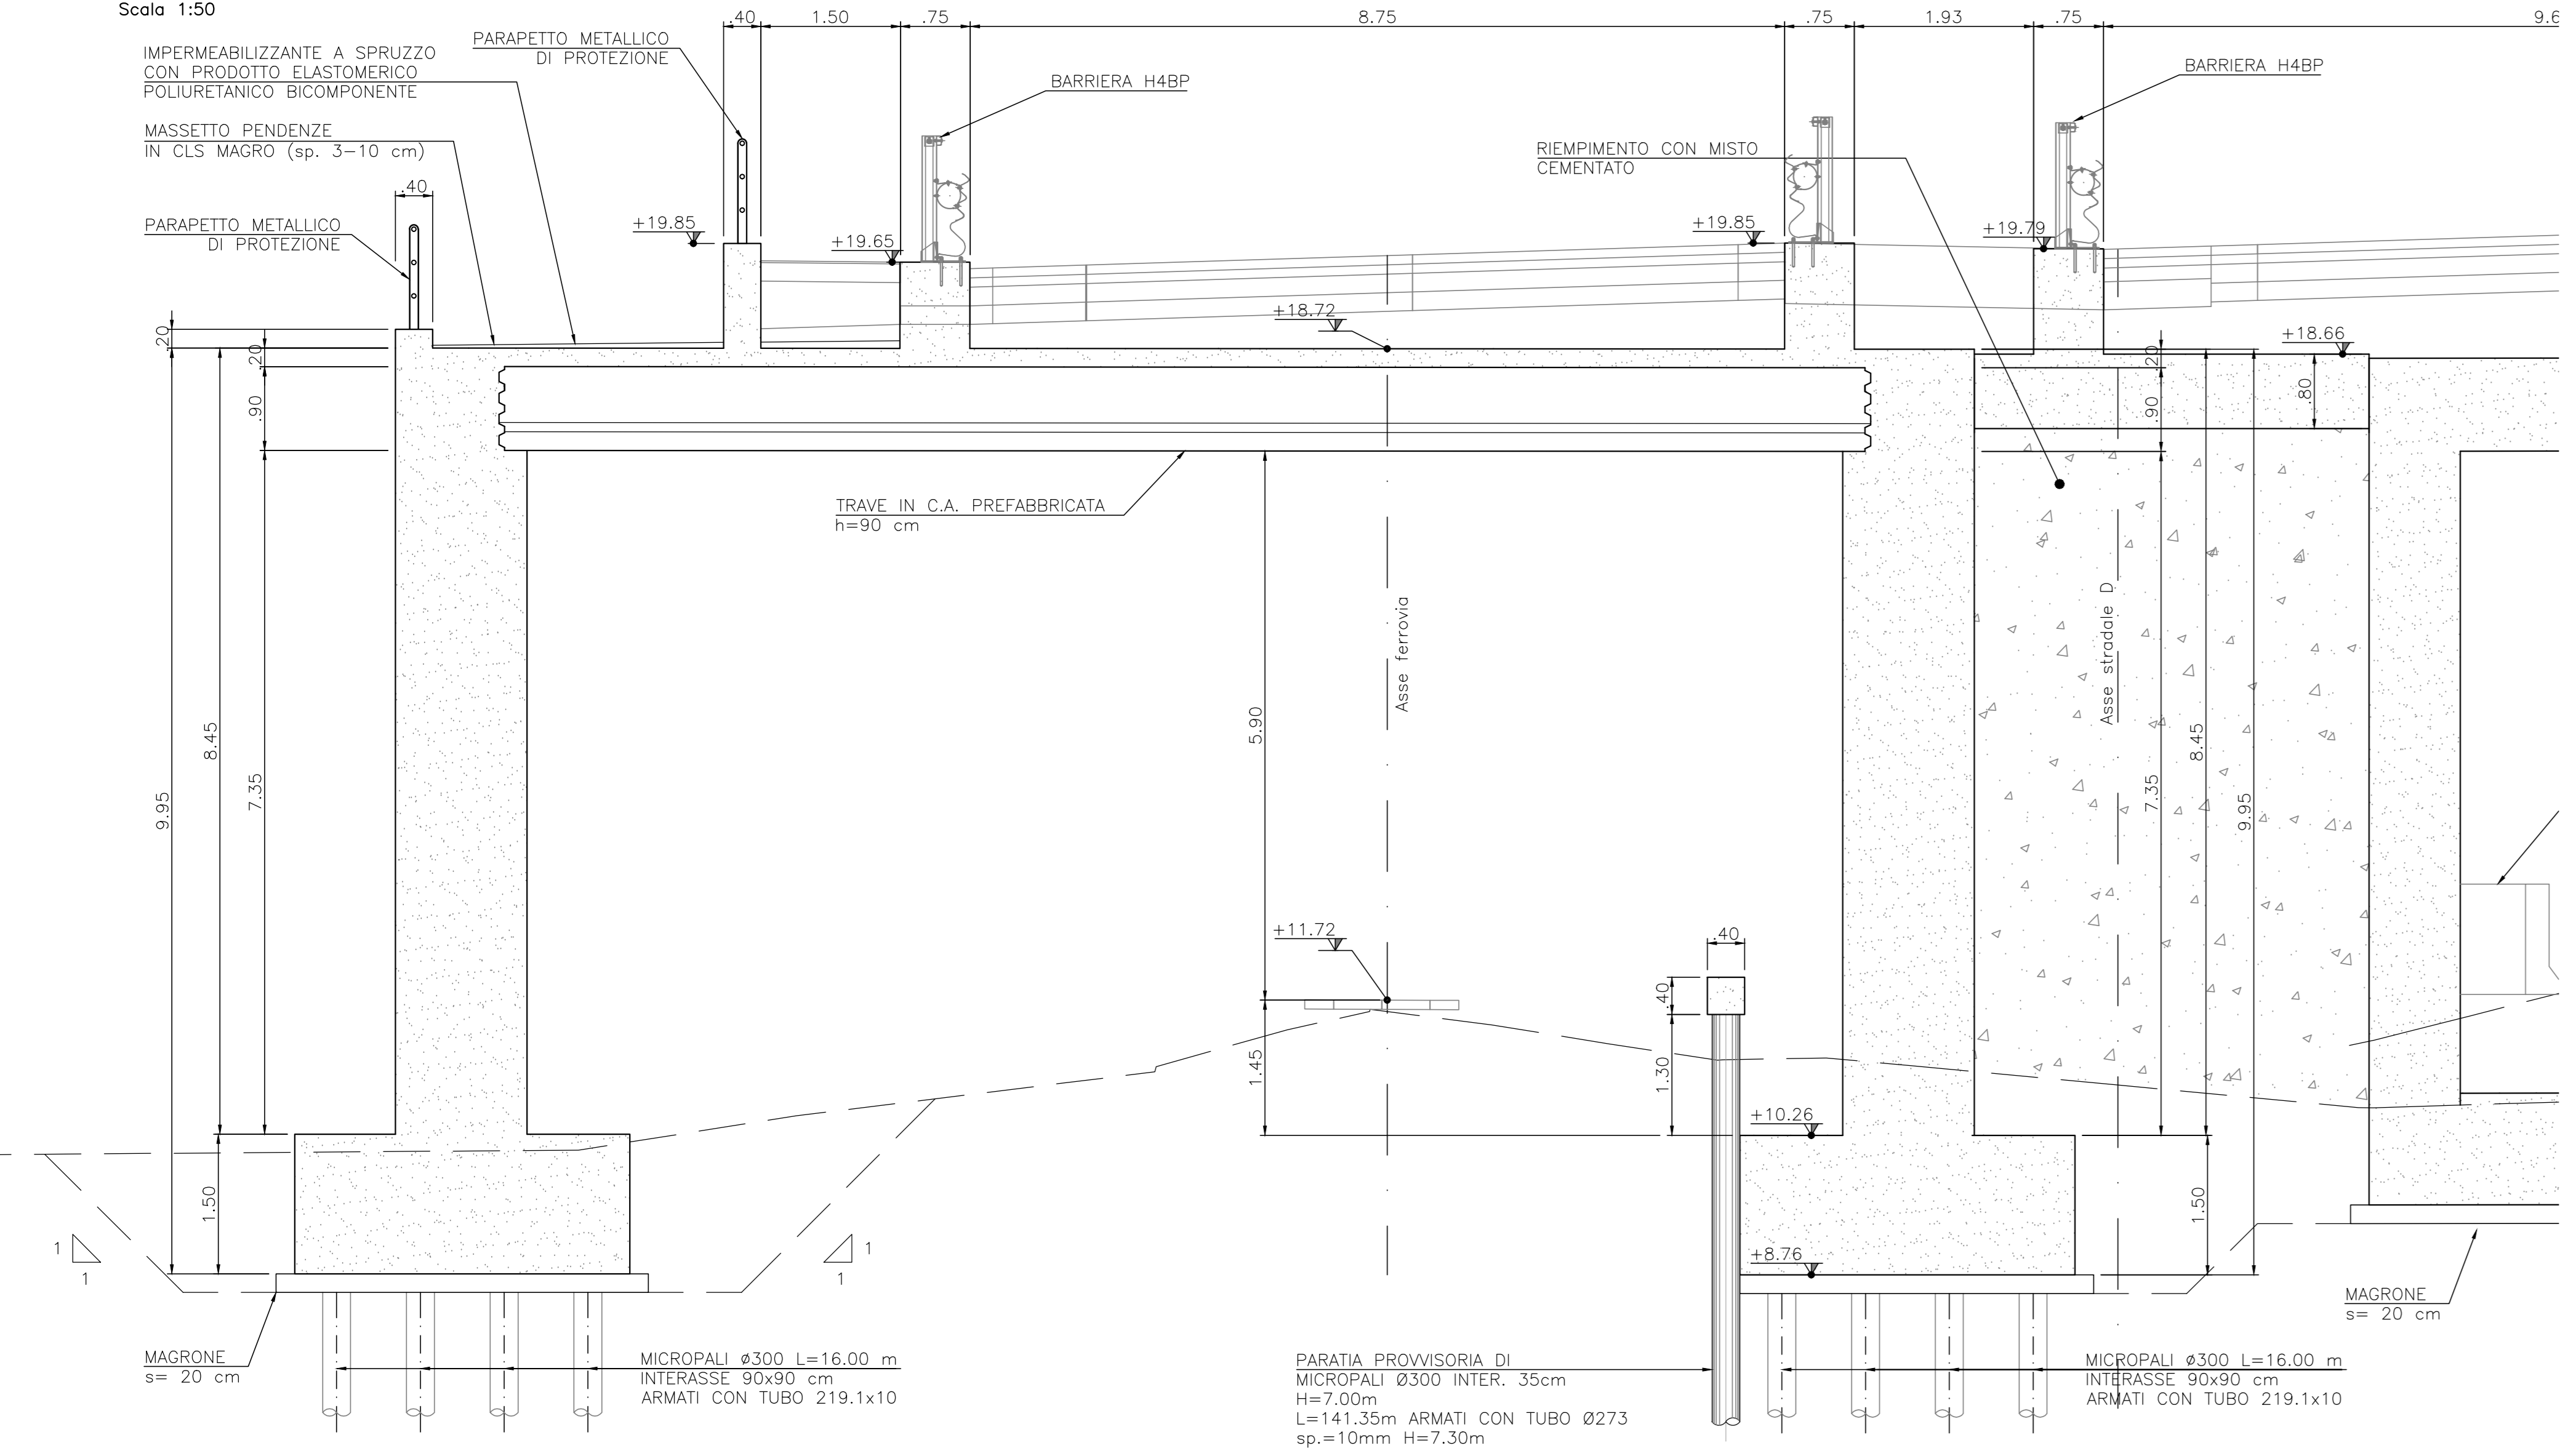 Scala 1:50
.40
1.50
.75
8.75
.75
1.93
.75
9.6
IMPERMEABILIZZANTE A SPRUZZO
CON PRODOTTO ELASTOMERICO
POLIURETANICO BICOMPONENTE
PARAPETTO METALLICO
DI PROTEZIONE
BARRIERA H4BP
BARRIERA H4BP
MASSETTO PENDENZE
IN CLS MAGRO (sp. 3-10 cm)
RIEMPIMENTO CON MISTO
CEMENTATO
.40
PARAPETTO METALLICO
DI PROTEZIONE
+19.85
+19.65
+19.85
+19.79
+18.72
+18.66
.20
.20
.90
.20
.90
.80
TRAVE IN C.A. PREFABBRICATA
h=90 cm
Asse ferrovia
Asse stradale D
9.95
8.45
7.35
5.90
7.35
8.45
9.95
+11.72
.40
.40
1.45
1.30
+10.26
1.50
1.50
1
1
1
1
+8.76
MAGRONE
s= 20 cm
MAGRONE
s= 20 cm
MICROPALI ø300 L=16.00 m
INTERASSE 90x90 cm
ARMATI CON TUBO 219.1x10
PARATIA PROVVISORIA DI
MICROPALI Ø300 INTER. 35cm
H=7.00m
L=141.35m ARMATI CON TUBO Ø273
sp.=10mm H=7.30m
MICROPALI ø300 L=16.00 m
INTERASSE 90x90 cm
ARMATI CON TUBO 219.1x10